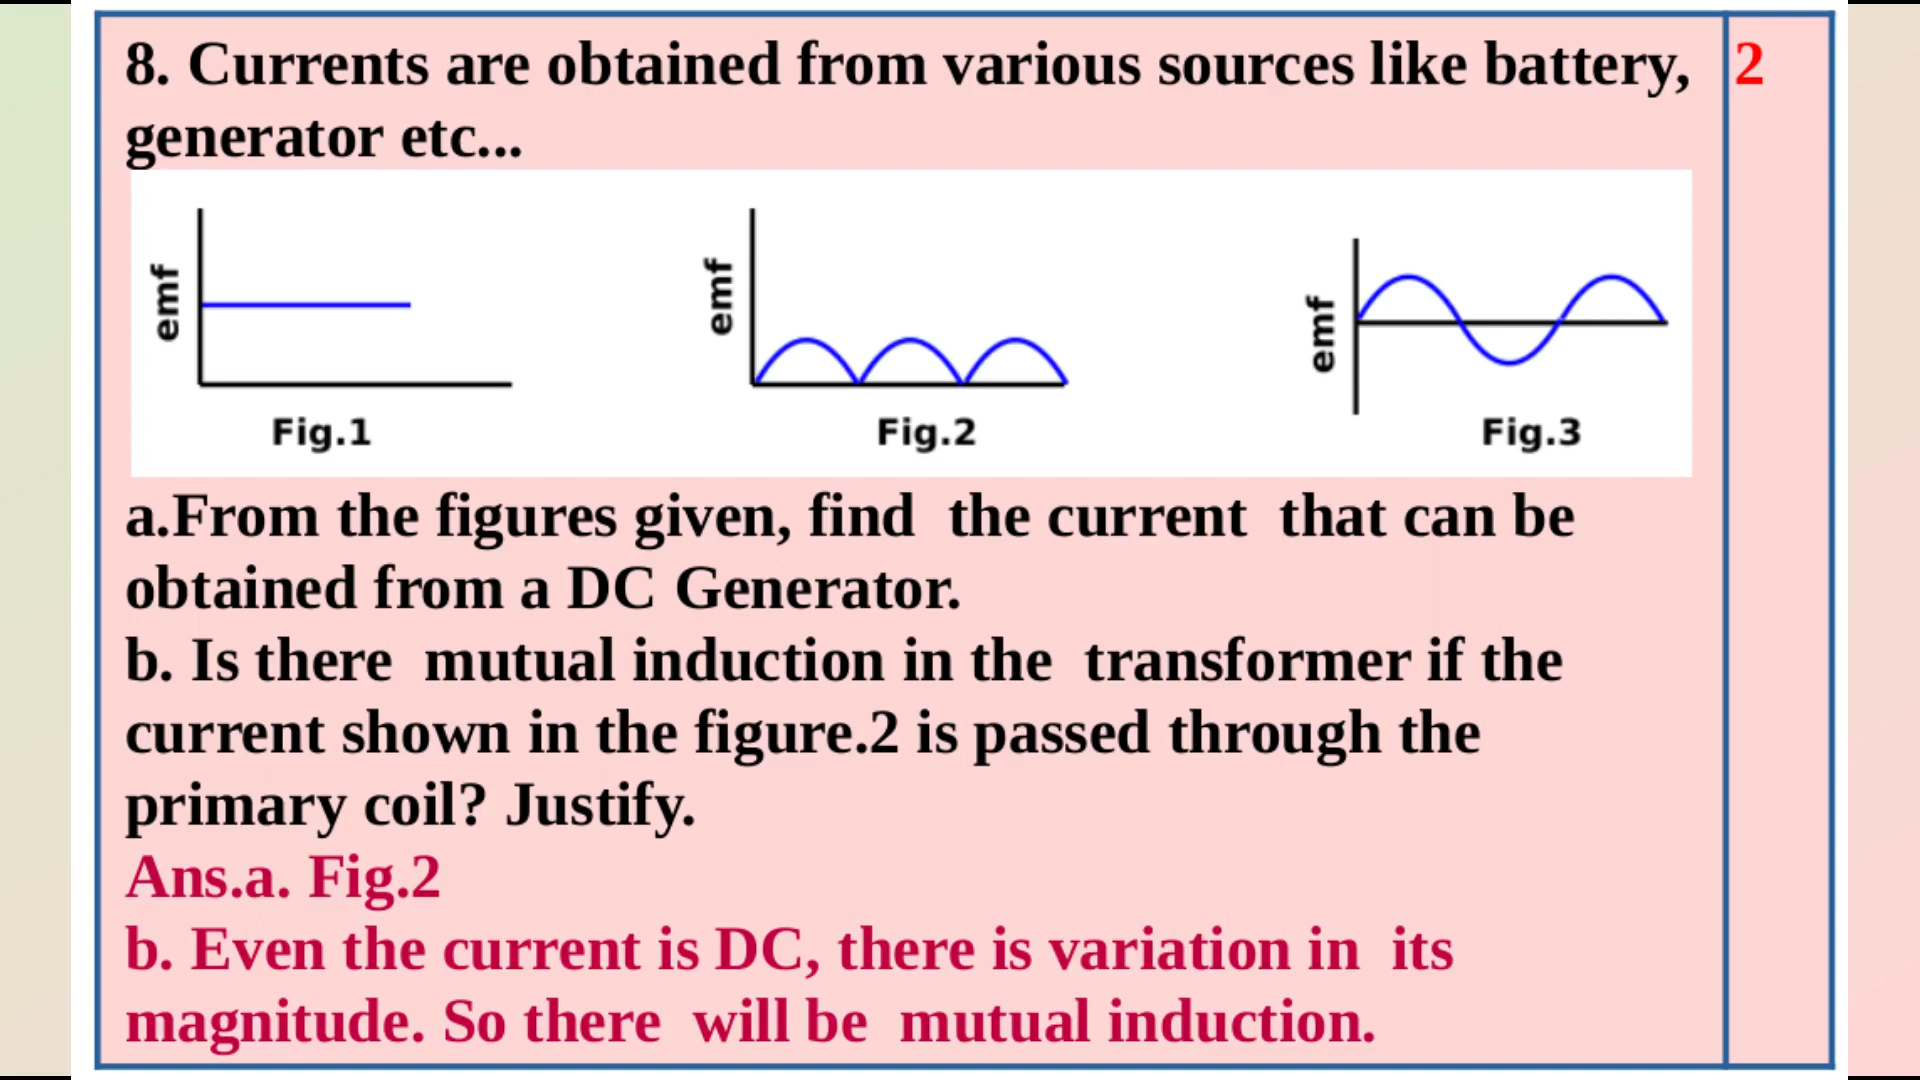 8. Currents are obtained from various sources like battery, 2
generator etc...
emf emf emf
Fig.1 Fig.2 Fig.3
a.From the figures given, find the current that can be
obtained from a DC Generator.
b. Is there mutual induction in the transformer if the
current shown in the figure.2 is passed through the
primary coil? Justify.
Ans.a. Fig.2
b. Even the current is DC, there is variation in its
magnitude. So there will be mutual induction.